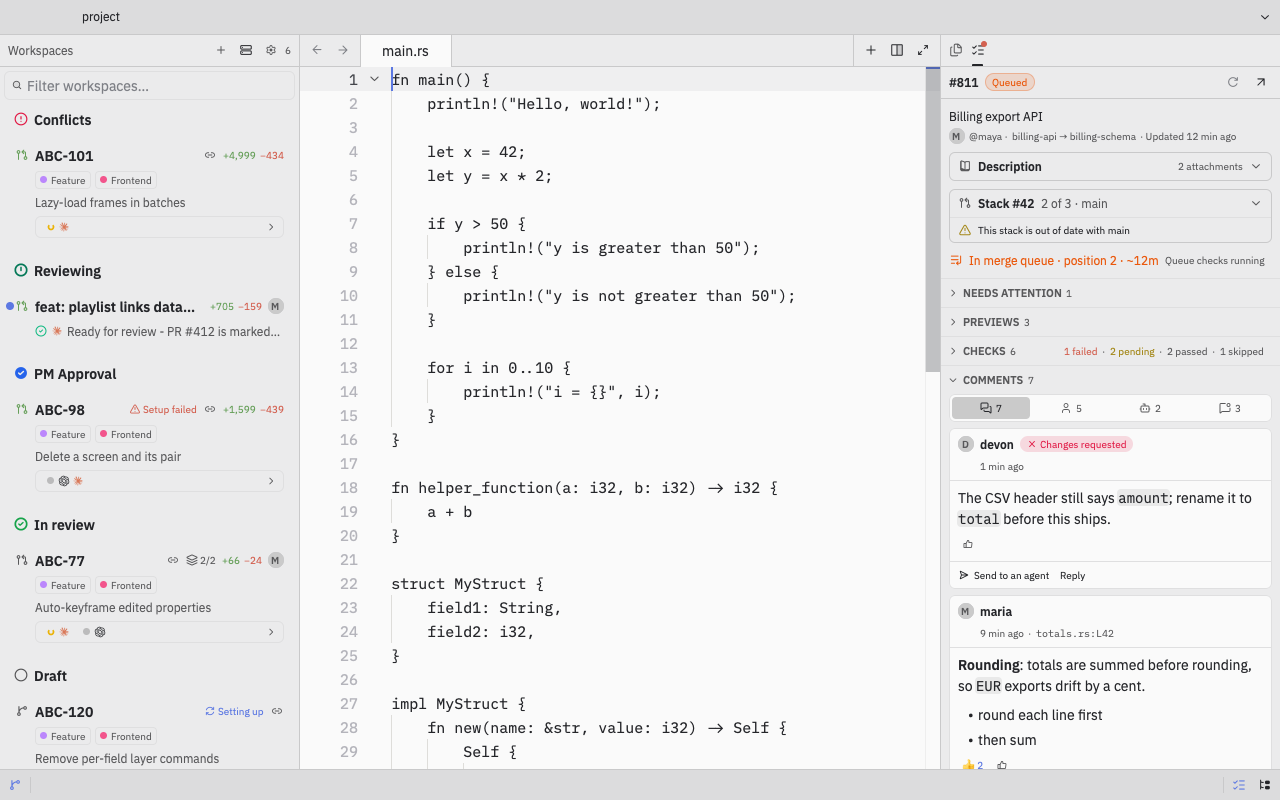 project
Workspaces
6
Filter workspaces...
Conflicts
ABC-101
+4,999 −434
Feature
Frontend
Lazy-load frames in batches
Reviewing
feat: playlist links data...
+705 −159
M
Ready for review - PR #412 is marked...
PM Approval
ABC-98
Setup failed
+1,599 −439
Feature
Frontend
Delete a screen and its pair
In review
ABC-77
2/2
+66 −24
M
Feature
Frontend
Auto-keyframe edited properties
Draft
ABC-120
Setting up
Feature
Frontend
Remove per-field layer commands
main.rs
1 fn main() {
2     println!("Hello, world!");
3
4     let x = 42;
5     let y = x * 2;
6
7     if y > 50 {
8         println!("y is greater than 50");
9     } else {
10         println!("y is not greater than 50");
11     }
12
13     for i in 0..10 {
14         println!("i = {}", i);
15     }
16 }
17
18 fn helper_function(a: i32, b: i32) -> i32 {
19     a + b
20 }
21
22 struct MyStruct {
23     field1: String,
24     field2: i32,
25 }
26
27 impl MyStruct {
28     fn new(name: &str, value: i32) -> Self {
29         Self {
#811
Queued
Billing export API
M @maya · billing-api → billing-schema · Updated 12 min ago
Description
2 attachments
Stack #42 2 of 3 · main
This stack is out of date with main
In merge queue · position 2 · ~12m
Queue checks running
NEEDS ATTENTION 1
PREVIEWS 3
CHECKS 6
1 failed · 2 pending · 2 passed · 1 skipped
COMMENTS 7
7
5
2
3
D devon
Changes requested
1 min ago
The CSV header still says amount; rename it to
total before this ships.
Send to an agent
Reply
M maria
9 min ago · totals.rs:L42
Rounding: totals are summed before rounding,
so EUR exports drift by a cent.
• round each line first
• then sum
👍 2